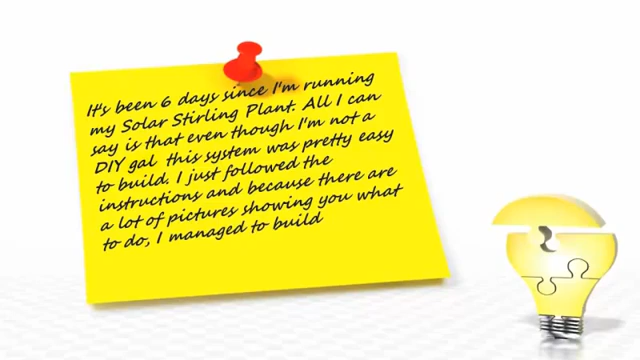 It's been 6 days since I'm running
my Solar Stirling Plant. All I can
say is that even though I'm not a
DIY gal this system was pretty easy
to build. I just followed the
instructions and because there are
a lot of pictures showing you what
to do, I managed to build